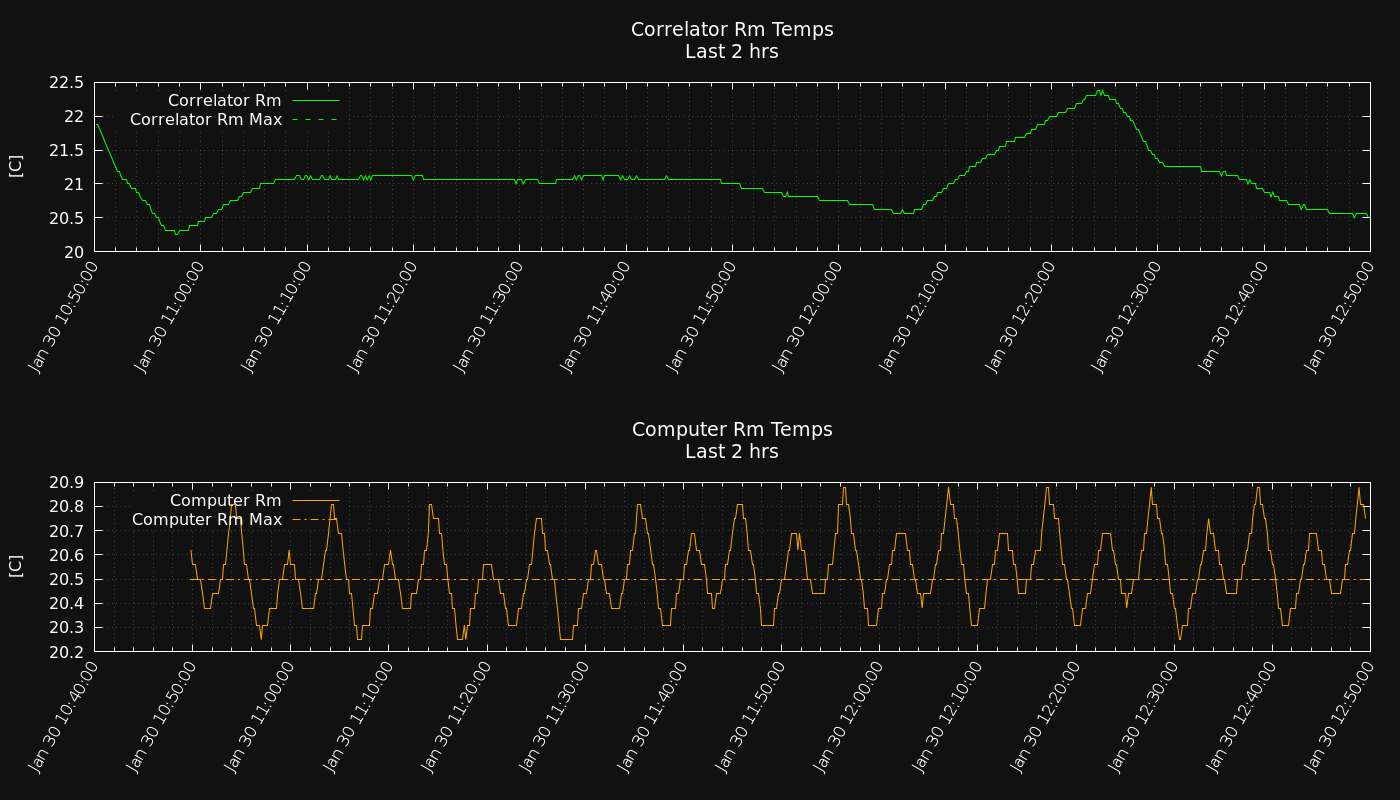 Correlator Rm Temps
Last 2 hrs
22.5
22
21.5
21
20.5
20
[C]
Correlator Rm
Correlator Rm Max
Jan 30 10:50:00
Jan 30 11:00:00
Jan 30 11:10:00
Jan 30 11:20:00
Jan 30 11:30:00
Jan 30 11:40:00
Jan 30 11:50:00
Jan 30 12:00:00
Jan 30 12:10:00
Jan 30 12:20:00
Jan 30 12:30:00
Jan 30 12:40:00
Jan 30 12:50:00
Computer Rm Temps
Last 2 hrs
20.9
20.8
20.7
20.6
20.5
20.4
20.3
20.2
[C]
Computer Rm
Computer Rm Max
Jan 30 10:40:00
Jan 30 10:50:00
Jan 30 11:00:00
Jan 30 11:10:00
Jan 30 11:20:00
Jan 30 11:30:00
Jan 30 11:40:00
Jan 30 11:50:00
Jan 30 12:00:00
Jan 30 12:10:00
Jan 30 12:20:00
Jan 30 12:30:00
Jan 30 12:40:00
Jan 30 12:50:00